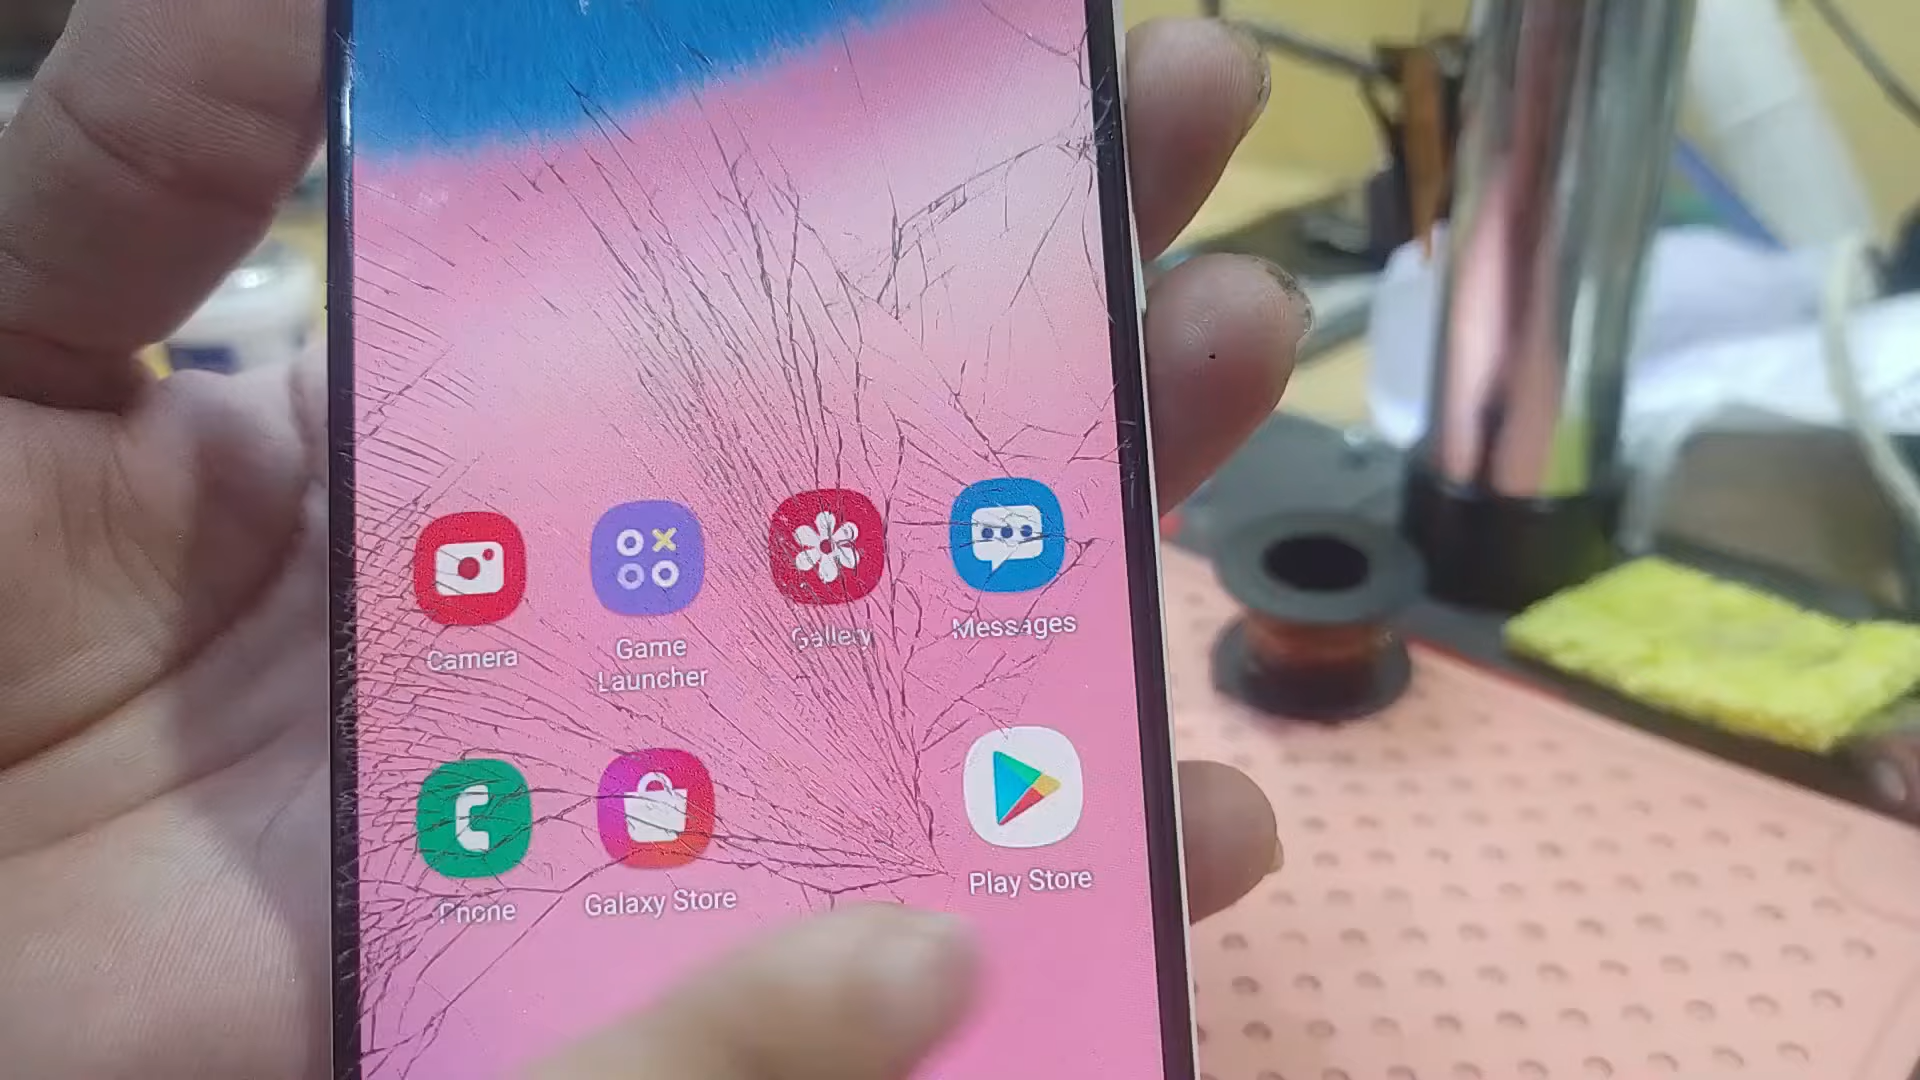 Camera
Game
Launcher
Gallery
Messages
Phone
Galaxy Store
Play Store